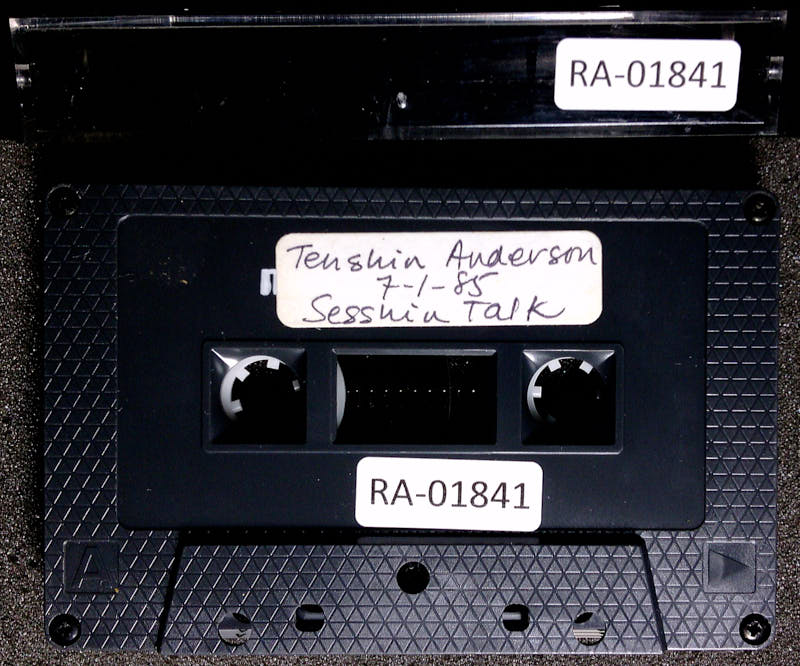 RA-01841
Tenshin Anderson
7-1-85
Sesshin Talk
RA-01841
A